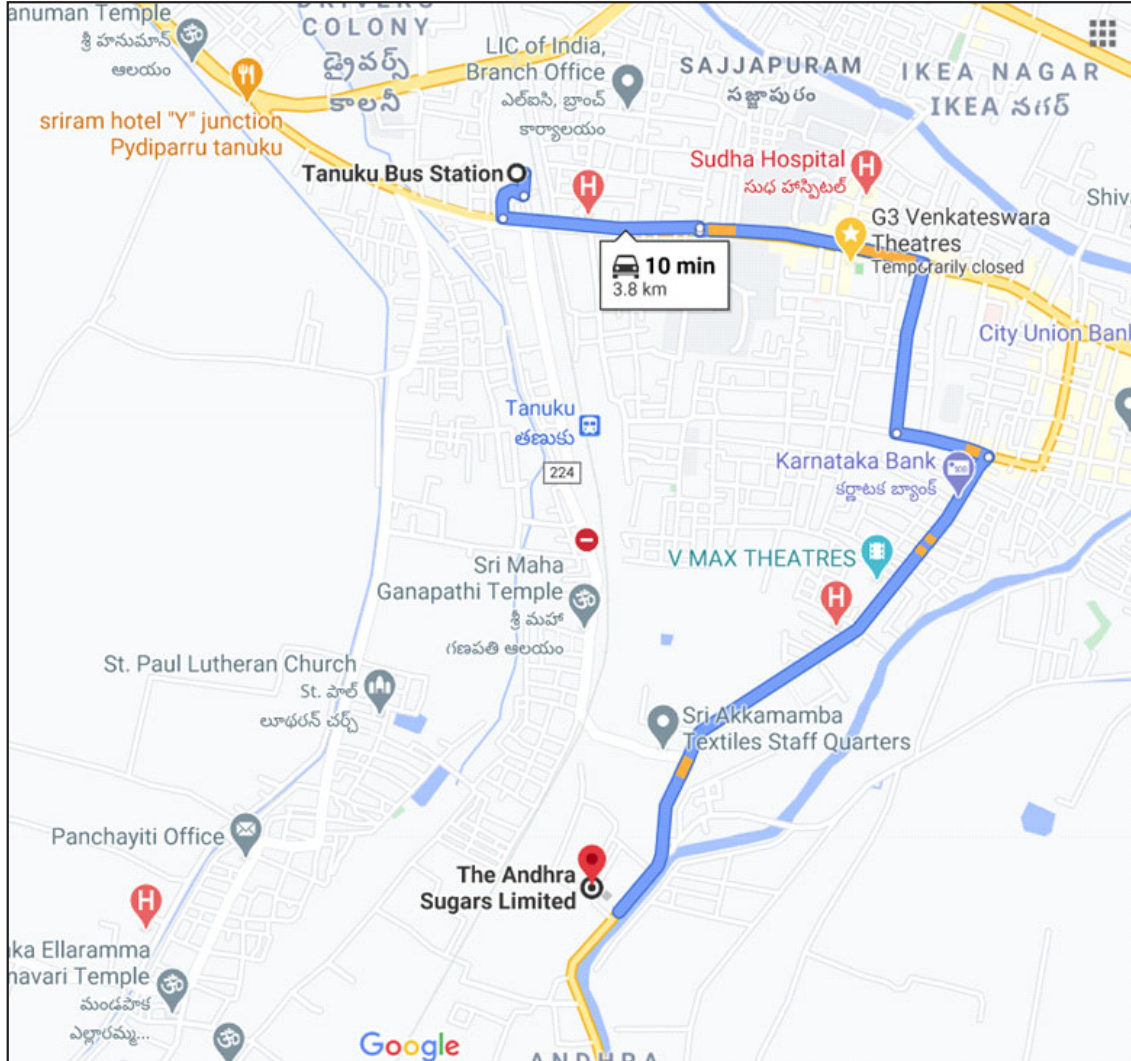 DRIVERS
COLONY
డ్రైవర్స్
కాలనీ
anuman Temple
శ్రీ హనుమాన్
ఆలయం
LIC of India,
Branch Office
ఎల్ఐసి, బ్రాంచ్
కార్యాలయం
SAJJAPURAM
సజ్జాపురం
IKEA NAGAR
IKEA నగర్
sriram hotel "Y" junction
Pydiparru tanuku
Tanuku Bus Station
H
Sudha Hospital
సుధ హాస్పిటల్
H
Shiv
G3 Venkateswara
Theatres
Temporarily closed
10 min
3.8 km
City Union Bank
Tanuku
తణుకు
224
Karnataka Bank
కర్ణాటక బ్యాంక్
V MAX THEATRES
H
Sri Maha
Ganapathi Temple
శ్రీ మహా
గణపతి ఆలయం
St. Paul Lutheran Church
St. పాల్
లూథరన్ చర్చ్
Sri Akkamamba
Textiles Staff Quarters
Panchayiti Office
The Andhra
Sugars Limited
H
aka Ellaramma
mavari Temple
మండపాక
ఎల్లారమ్మ...
Google
ANDHRA